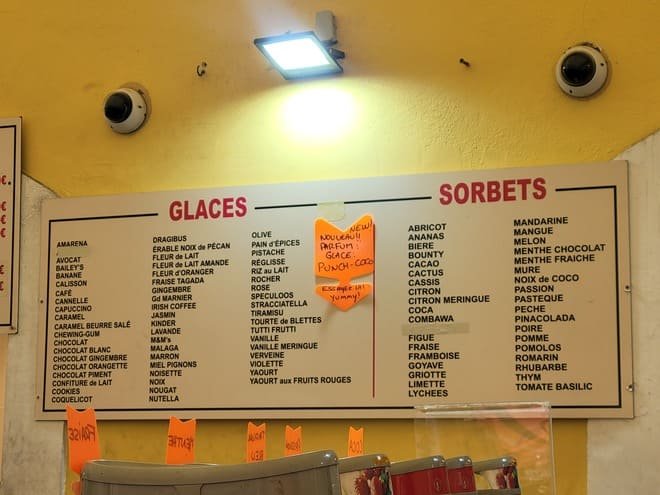 GLACES
AMARENA
AVOCAT
BAILEY'S
BANANE
CALISSON
CAFÉ
CANNELLE
CAPUCCINO
CARAMEL
CARAMEL BEURRE SALÉ
CHEWING-GUM
CHOCOLAT
CHOCOLAT BLANC
CHOCOLAT GINGEMBRE
CHOCOLAT ORANGETTE
CHOCOLAT PIMENT
CONFITURE de LAIT
COOKIES
COQUELICOT
DRAGIBUS
ÉRABLE NOIX de PÉCAN
FLEUR de LAIT
FLEUR de LAIT AMANDE
FLEUR D'ORANGER
FRAISE TAGADA
GINGEMBRE
Gd MARNIER
IRISH COFFEE
JASMIN
KINDER
LAVANDE
M&M's
MALAGA
MARRON
MIEL PIGNONS
NOISETTE
NOIX
NOUGAT
NUTELLA
OLIVE
PAIN D'ÉPICES
PISTACHE
RÉGLISSE
RIZ au LAIT
ROCHER
ROSE
SPECULOOS
STRACCIATELLA
TIRAMISU
TOURTE de BLETTES
TUTTI FRUTTI
VANILLE
VANILLE MERINGUE
VERVEINE
VIOLETTE
YAOURT
YAOURT aux FRUITS ROUGES
NEW!
NOUVEAU!!
PARFUM:
GLACE:
PUNCH-COCO
ESSAYEZ LA!
YUMMY!
SORBETS
ABRICOT
ANANAS
BIERE
BOUNTY
CACAO
CACTUS
CASSIS
CITRON
CITRON MERINGUE
COCA
COMBAWA
FIGUE
FRAISE
FRAMBOISE
GOYAVE
GRIOTTE
LIMETTE
LYCHEES
MANDARINE
MANGUE
MELON
MENTHE CHOCOLAT
MENTHE FRAICHE
MURE
NOIX de COCO
PASSION
PASTEQUE
PECHE
PINACOLADA
POIRE
POMME
POMELOS
ROMARIN
RHUBARBE
THYM
TOMATE BASILIC
FRAISE
MENTHE